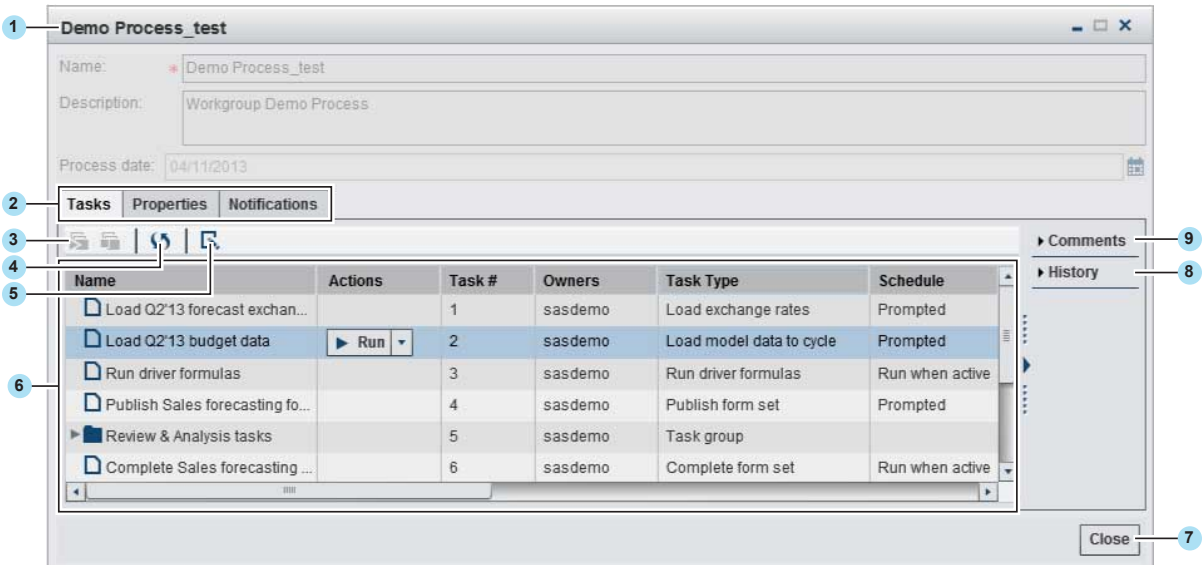 1
Demo Process_test
Name: * Demo Process_test
Description: Workgroup Demo Process
Process date: 04/11/2013
2
Tasks Properties Notifications
3
4
5
Comments 9
History 8
Name Actions Task # Owners Task Type Schedule
Load Q2'13 forecast exchan... 1 sasdemo Load exchange rates Prompted
Load Q2'13 budget data Run 2 sasdemo Load model data to cycle Prompted
Run driver formulas 3 sasdemo Run driver formulas Run when active
6
Publish Sales forecasting fo... 4 sasdemo Publish form set Prompted
Review & Analysis tasks 5 sasdemo Task group
Complete Sales forecasting ... 6 sasdemo Complete form set Run when active
Close 7